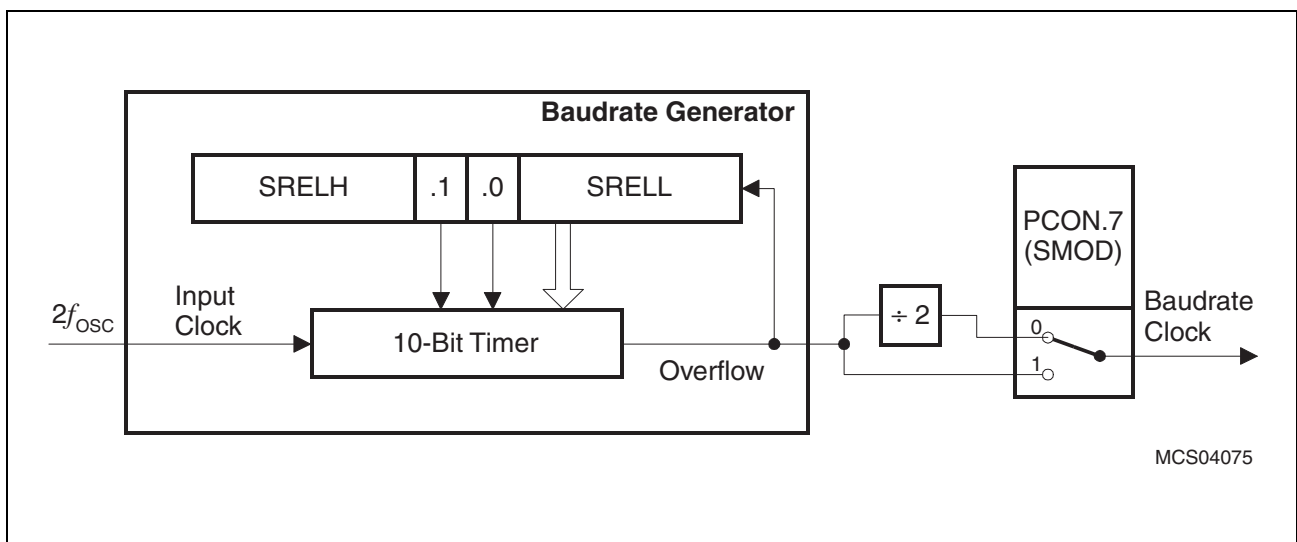 Baudrate Generator
SRELH .1 .0 SRELL
PCON.7
(SMOD)
2fOSC
Input
Clock
10-Bit Timer
Overflow
÷ 2
0
1
Baudrate
Clock
MCS04075